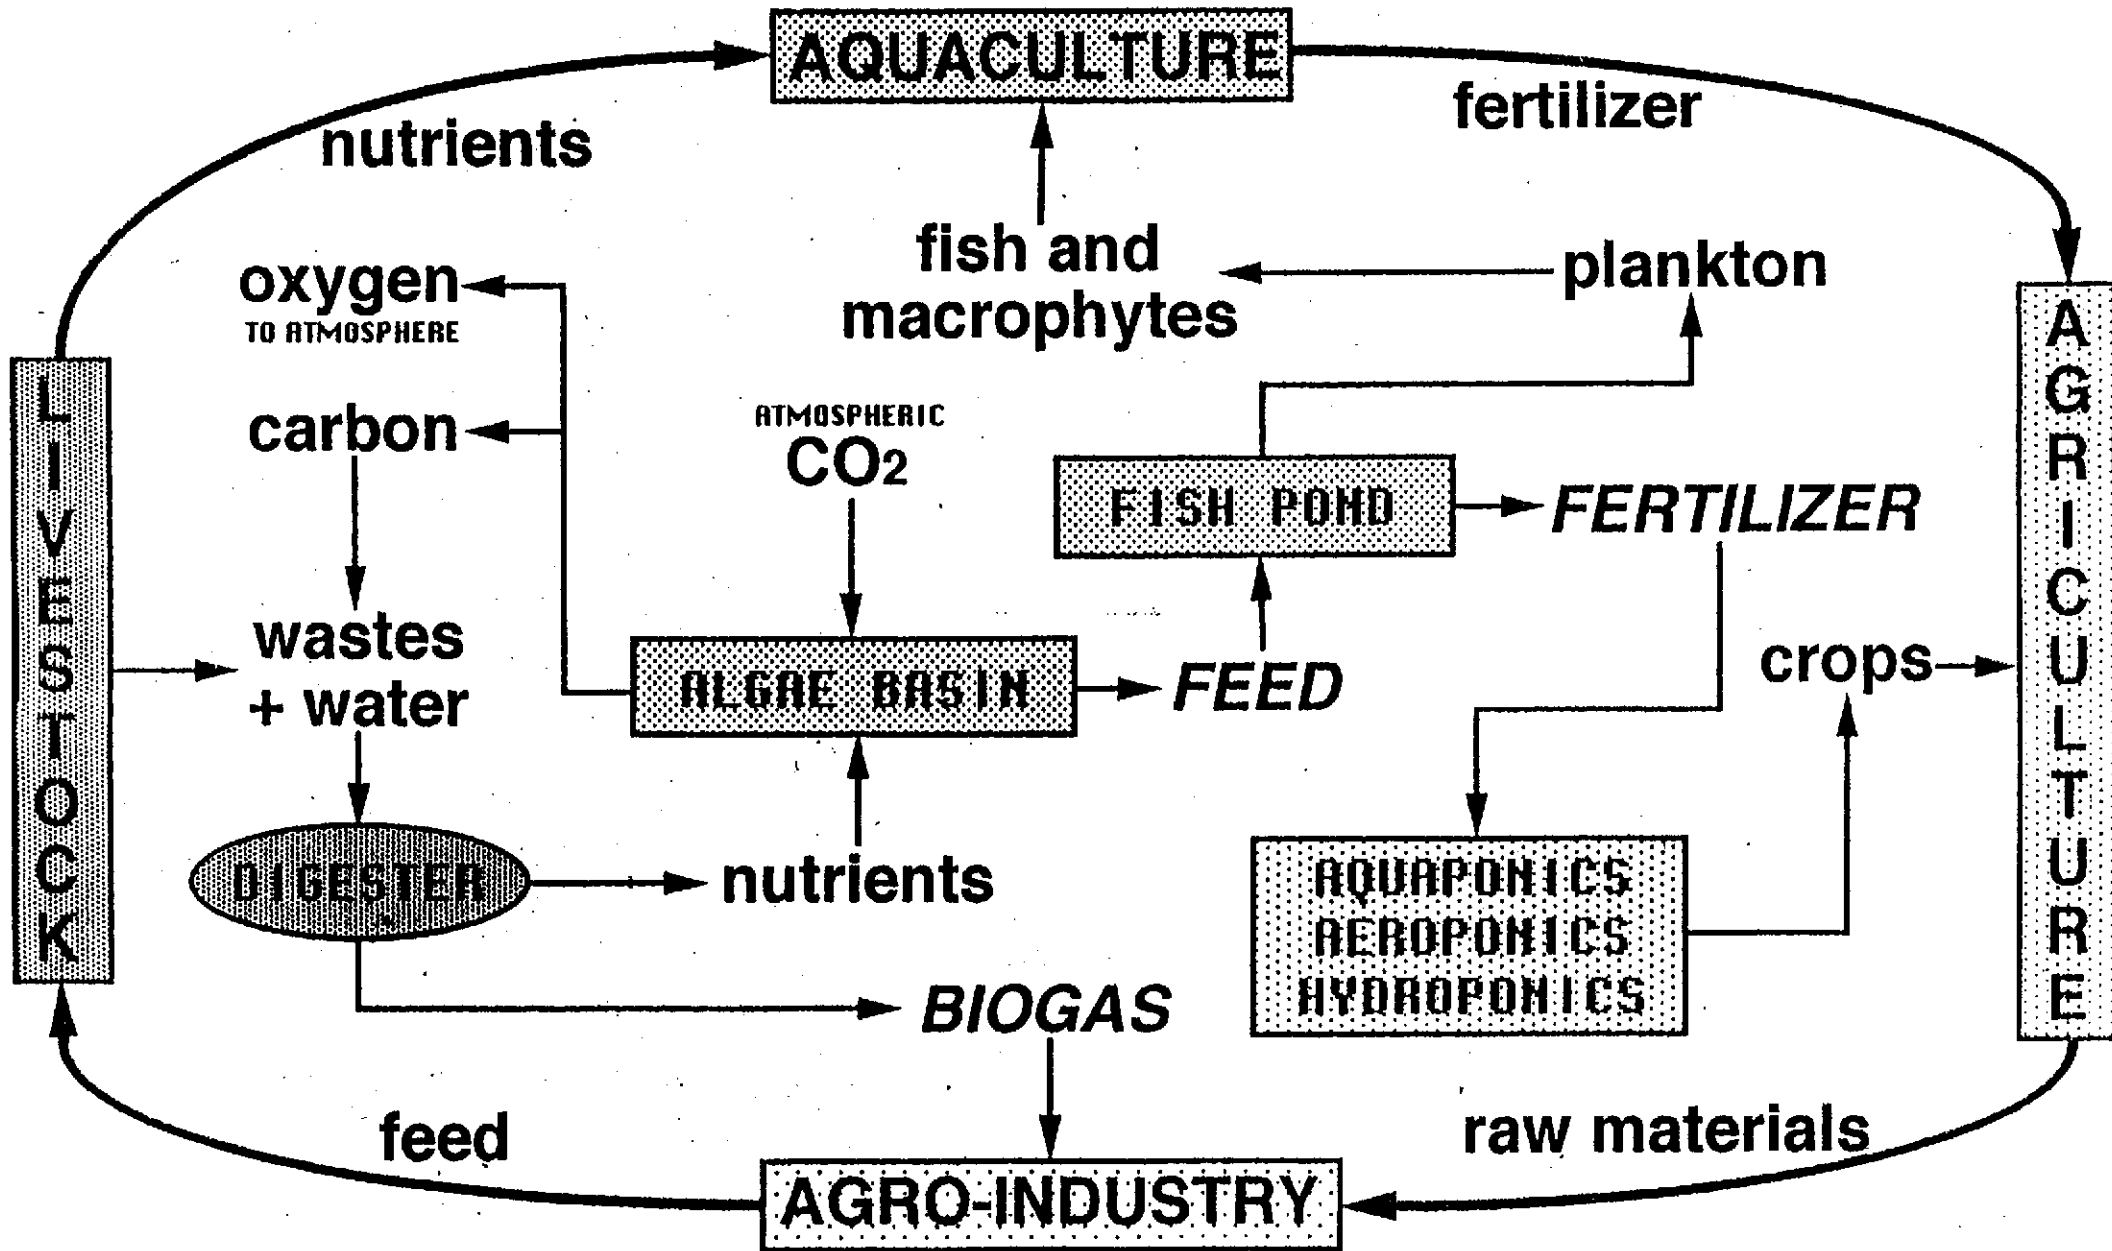 AQUACULTURE
fertilizer
nutrients
fish and
macrophytes
plankton
oxygen
TO ATMOSPHERE
carbon
ATMOSPHERIC
CO2
LIVESTOCK
AGRICULTURE
FISH POND
FERTILIZER
wastes
+ water
ALGAE BASIN
FEED
crops
DIGESTER
nutrients
AQUAPONICS
AEROPONICS
HYDROPONICS
BIOGAS
feed
raw materials
AGRO-INDUSTRY